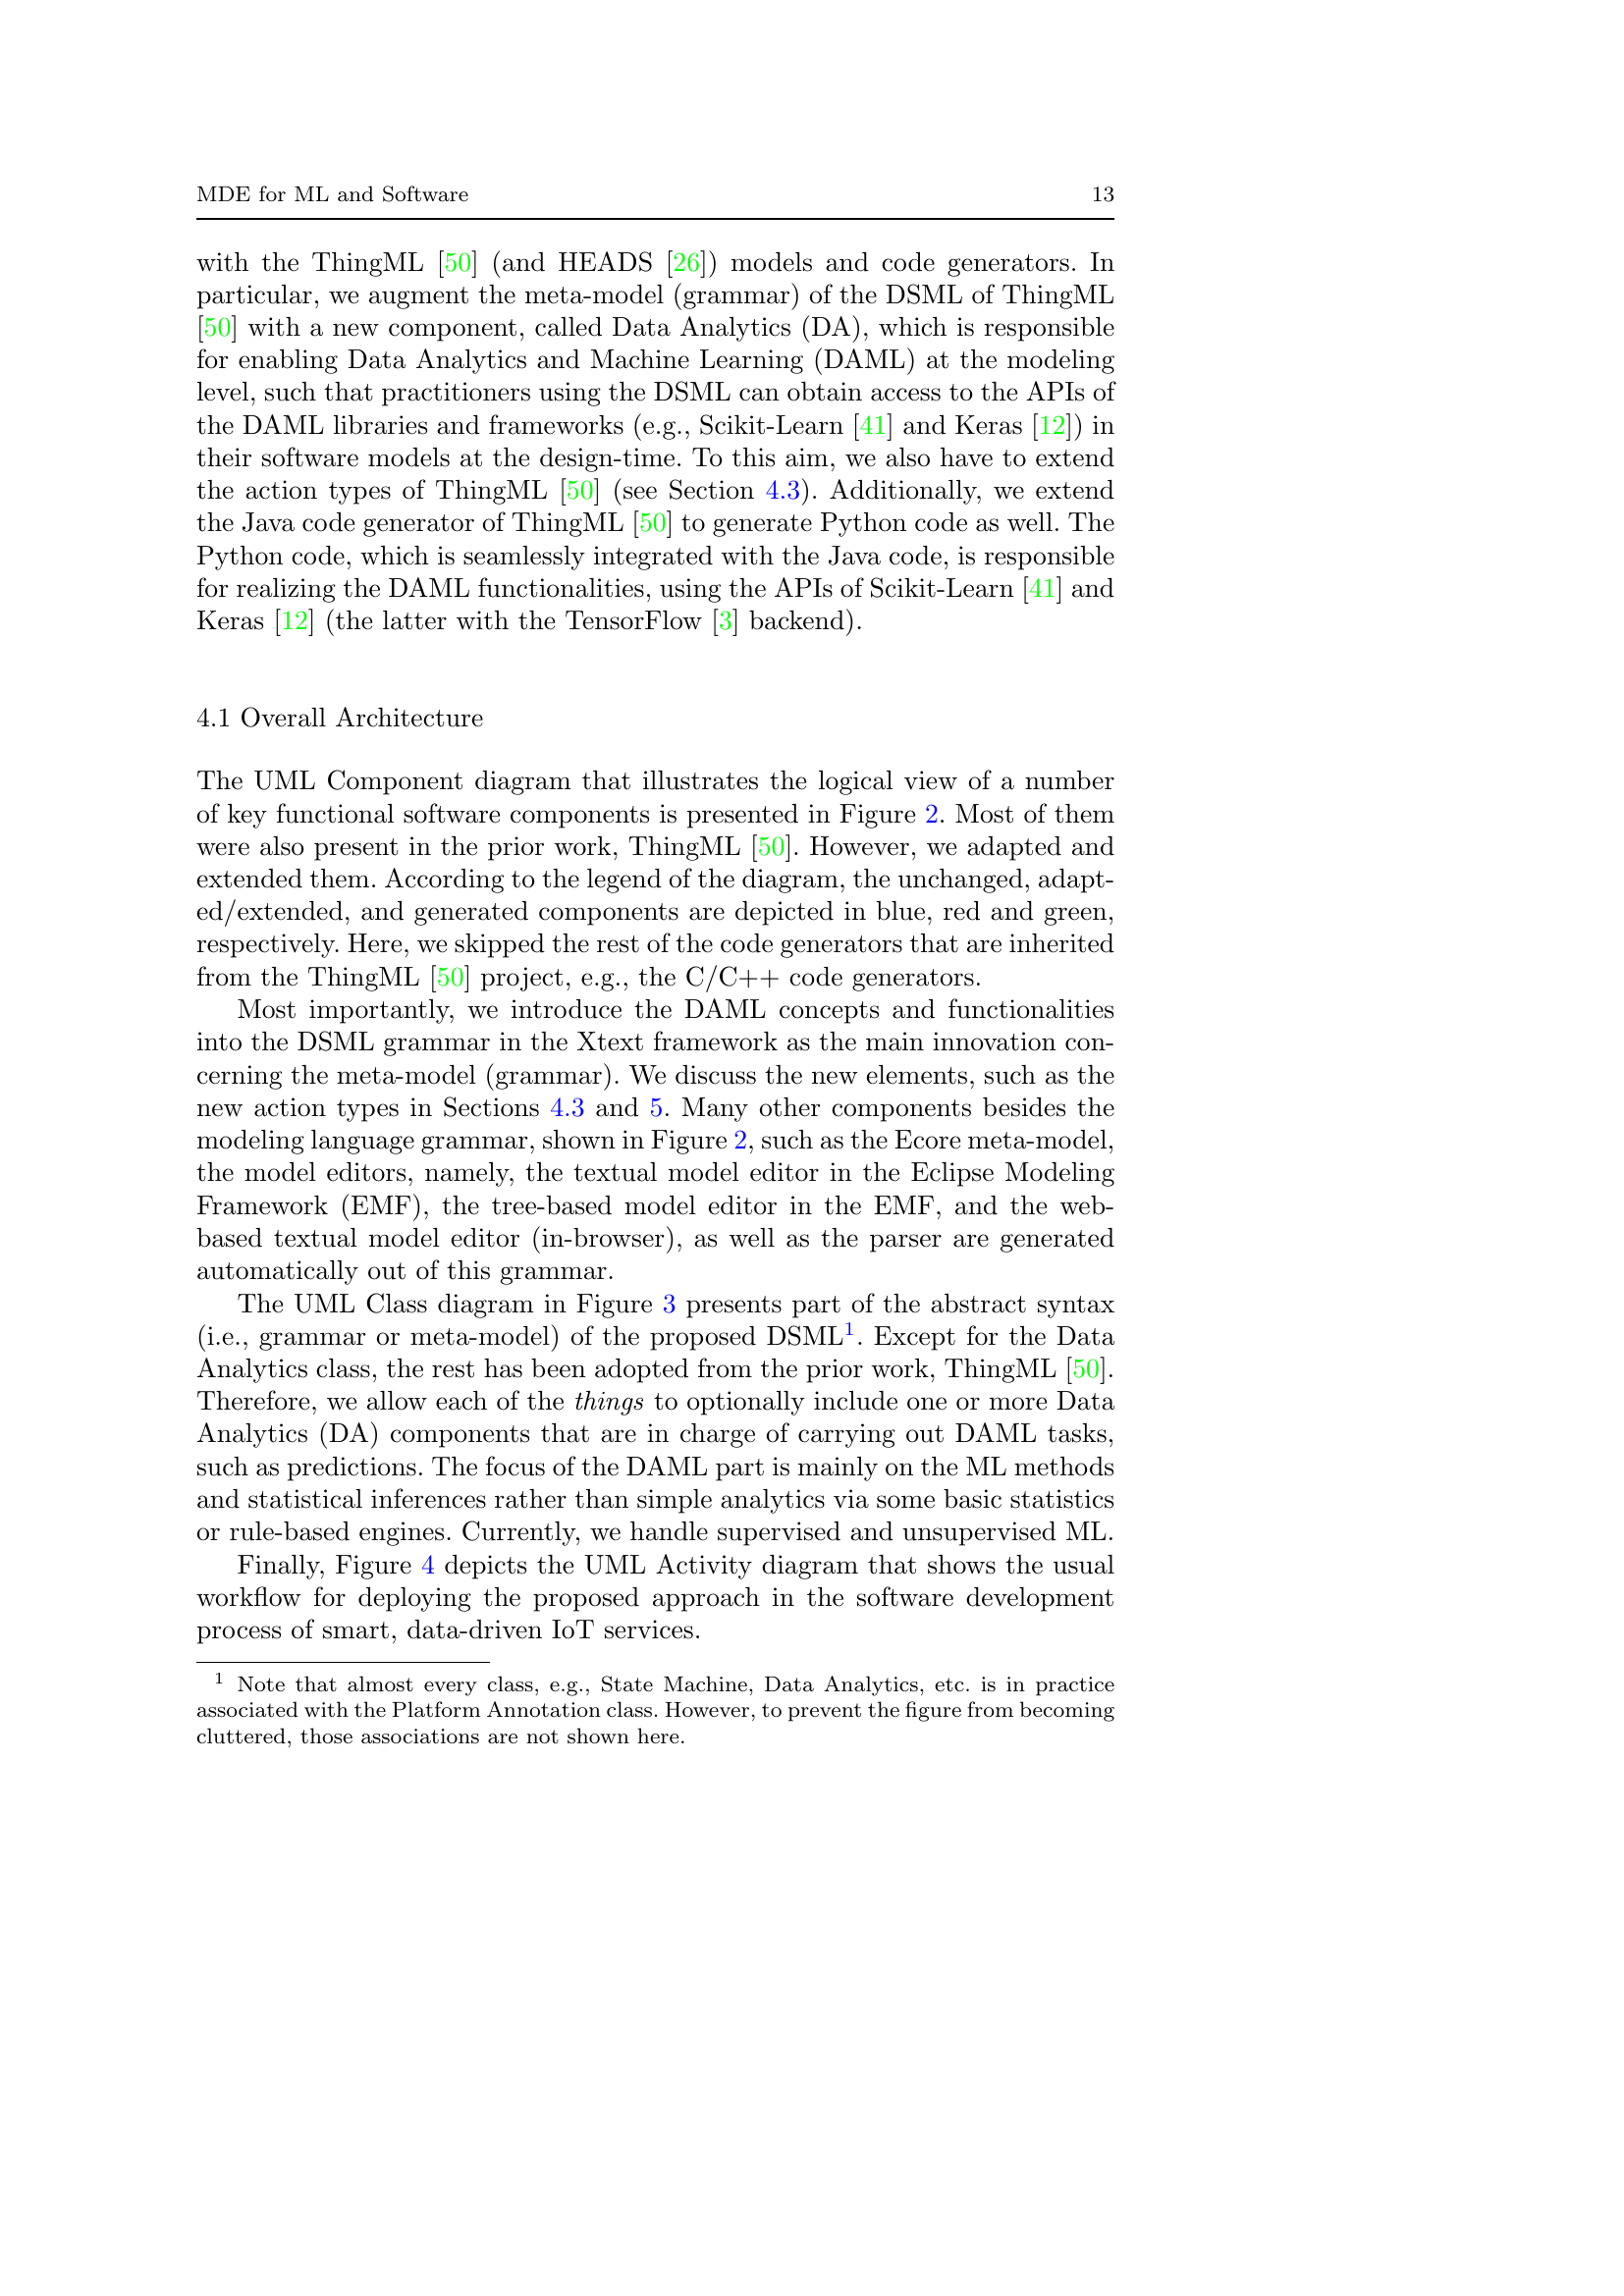 MDE for ML and Software 13
with the ThingML [50] (and HEADS [26]) models and code generators. In
particular, we augment the meta-model (grammar) of the DSML of ThingML
[50] with a new component, called Data Analytics (DA), which is responsible
for enabling Data Analytics and Machine Learning (DAML) at the modeling
level, such that practitioners using the DSML can obtain access to the APIs of
the DAML libraries and frameworks (e.g., Scikit-Learn [41] and Keras [12]) in
their software models at the design-time. To this aim, we also have to extend
the action types of ThingML [50] (see Section 4.3). Additionally, we extend
the Java code generator of ThingML [50] to generate Python code as well. The
Python code, which is seamlessly integrated with the Java code, is responsible
for realizing the DAML functionalities, using the APIs of Scikit-Learn [41] and
Keras [12] (the latter with the TensorFlow [3] backend).
4.1 Overall Architecture
The UML Component diagram that illustrates the logical view of a number
of key functional software components is presented in Figure 2. Most of them
were also present in the prior work, ThingML [50]. However, we adapted and
extended them. According to the legend of the diagram, the unchanged, adapt-
ed/extended, and generated components are depicted in blue, red and green,
respectively. Here, we skipped the rest of the code generators that are inherited
from the ThingML [50] project, e.g., the C/C++ code generators.
Most importantly, we introduce the DAML concepts and functionalities
into the DSML grammar in the Xtext framework as the main innovation con-
cerning the meta-model (grammar). We discuss the new elements, such as the
new action types in Sections 4.3 and 5. Many other components besides the
modeling language grammar, shown in Figure 2, such as the Ecore meta-model,
the model editors, namely, the textual model editor in the Eclipse Modeling
Framework (EMF), the tree-based model editor in the EMF, and the web-
based textual model editor (in-browser), as well as the parser are generated
automatically out of this grammar.
The UML Class diagram in Figure 3 presents part of the abstract syntax
(i.e., grammar or meta-model) of the proposed DSML1. Except for the Data
Analytics class, the rest has been adopted from the prior work, ThingML [50].
Therefore, we allow each of the things to optionally include one or more Data
Analytics (DA) components that are in charge of carrying out DAML tasks,
such as predictions. The focus of the DAML part is mainly on the ML methods
and statistical inferences rather than simple analytics via some basic statistics
or rule-based engines. Currently, we handle supervised and unsupervised ML.
Finally, Figure 4 depicts the UML Activity diagram that shows the usual
workflow for deploying the proposed approach in the software development
process of smart, data-driven IoT services.
1 Note that almost every class, e.g., State Machine, Data Analytics, etc. is in practice
associated with the Platform Annotation class. However, to prevent the figure from becoming
cluttered, those associations are not shown here.